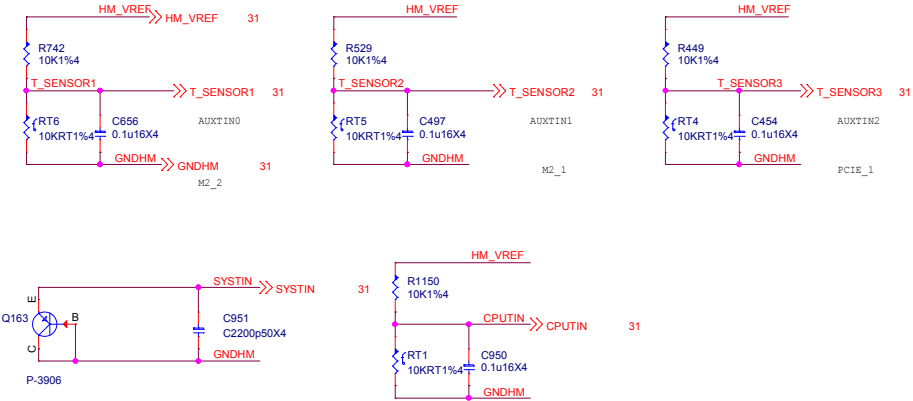 HM_VREF
HM_VREF 31
R742
10K1%4
T_SENSOR1
T_SENSOR1 31
RT6
10KRT1%4
C656
0.1u16X4
AUXTIN0
GNDHM
GNDHM 31
M2_2
HM_VREF
R529
10K1%4
T_SENSOR2
T_SENSOR2 31
RT5
10KRT1%4
C497
0.1u16X4
AUXTIN1
GNDHM
M2_1
HM_VREF
R449
10K1%4
T_SENSOR3
T_SENSOR3 31
RT4
10KRT1%4
C454
0.1u16X4
AUXTIN2
GNDHM
PCIE_1
SYSTIN
SYSTIN 31
E
Q163
B
C
C951
C2200p50X4
GNDHM
P-3906
HM_VREF
R1150
10K1%4
CPUTIN
CPUTIN 31
RT1
10KRT1%4
C950
0.1u16X4
GNDHM